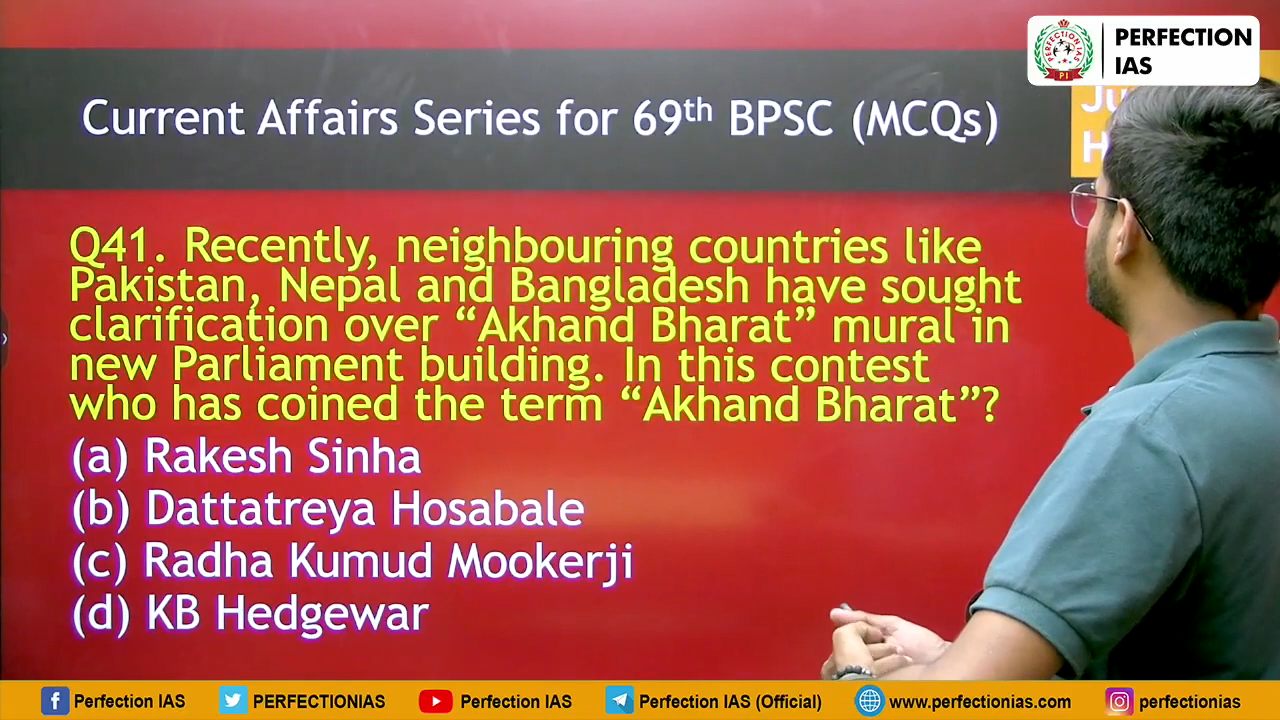 PERFECTION
IAS
PERFECTION IAS
PI
Current Affairs Series for 69th BPSC (MCQs)
Q41. Recently, neighbouring countries like
Pakistan, Nepal and Bangladesh have sought
clarification over “Akhand Bharat” mural in
new Parliament building. In this contest
who has coined the term “Akhand Bharat”?
(a) Rakesh Sinha
(b) Dattatreya Hosabale
(c) Radha Kumud Mookerji
(d) KB Hedgewar
Perfection IAS
PERFECTIONIAS
Perfection IAS
Perfection IAS (Official)
www.perfectionias.com
perfectionias